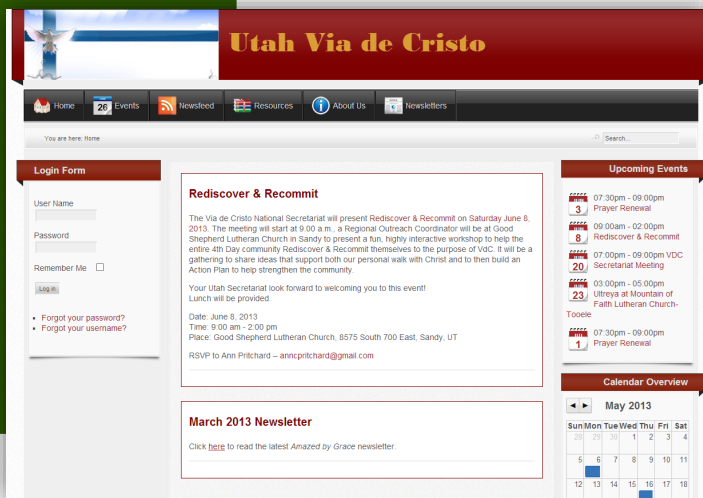 Utah Via de Cristo
Home
26 Events
Newsfeed
Resources
About Us
Newsletters
You are here: Home
Search...
Login Form
User Name
Password
Remember Me
Log in
Forgot your password?
Forgot your username?
Rediscover & Recommit
The Via de Cristo National Secretariat will present Rediscover & Recommit on Saturday June 8,
2013. The meeting will start at 9.00 a.m., a Regional Outreach Coordinator will be at Good
Shepherd Lutheran Church in Sandy to present a fun, highly interactive workshop to help the
entire 4th Day community Rediscover & Recommit themselves to the purpose of VdC. It will be a
gathering to share ideas that support both our personal walk with Christ and to then build an
Action Plan to help strengthen the community.
Your Utah Secretariat look forward to welcoming you to this event!
Lunch will be provided.
Date: June 8, 2013
Time: 9:00 am - 2:00 pm
Place: Good Shepherd Lutheran Church, 8575 South 700 East, Sandy, UT
RSVP to Ann Pritchard – anncpritchard@gmail.com
March 2013 Newsletter
Click here to read the latest Amazed by Grace newsletter.
Upcoming Events
3 07:30pm - 09:00pm
Prayer Renewal
8 09:00am - 02:00pm
Rediscover & Recommit
20 07:00pm - 09:00pm VDC
Secretariat Meeting
23 03:00pm - 05:00pm
Ultreya at Mountain of
Faith Lutheran Church-
Tooele
1 07:30pm - 09:00pm
Prayer Renewal
Calendar Overview
May 2013
Sun Mon Tue Wed Thu Fri Sat
28 29 30 1 2 3 4
5 6 7 8 9 10 11
12 13 14 15 16 17 18